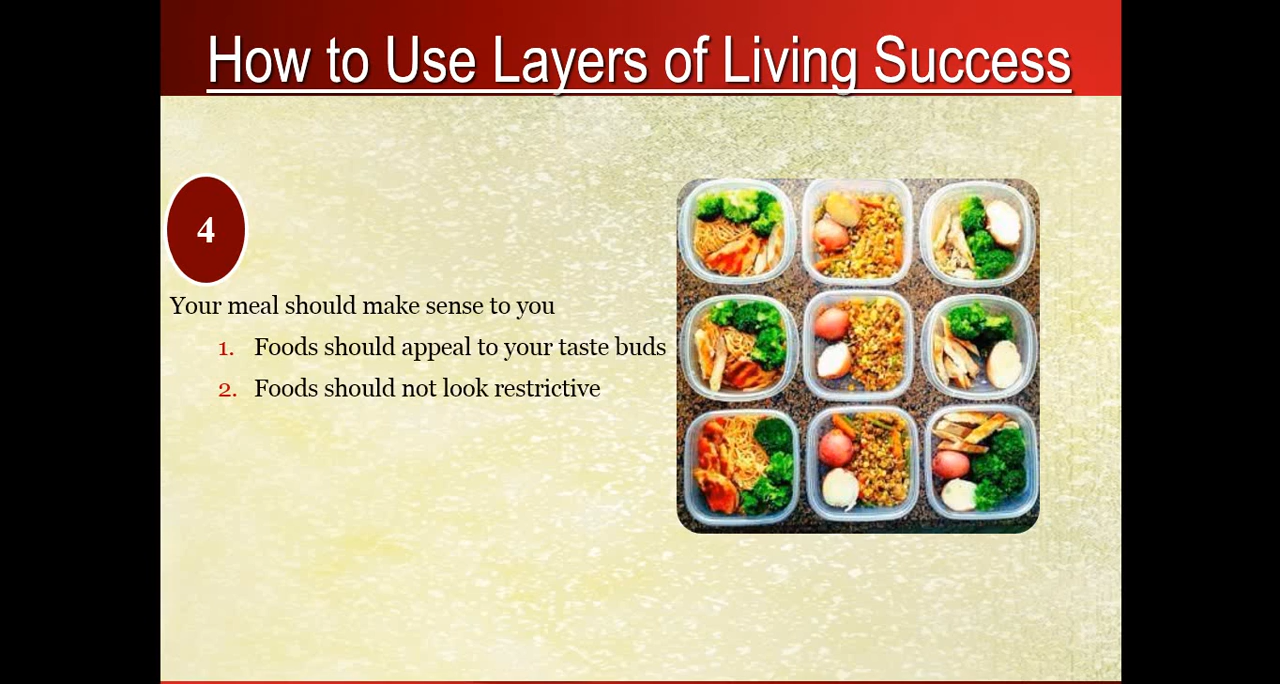 How to Use Layers of Living Success
4
Your meal should make sense to you
1. Foods should appeal to your taste buds
2. Foods should not look restrictive